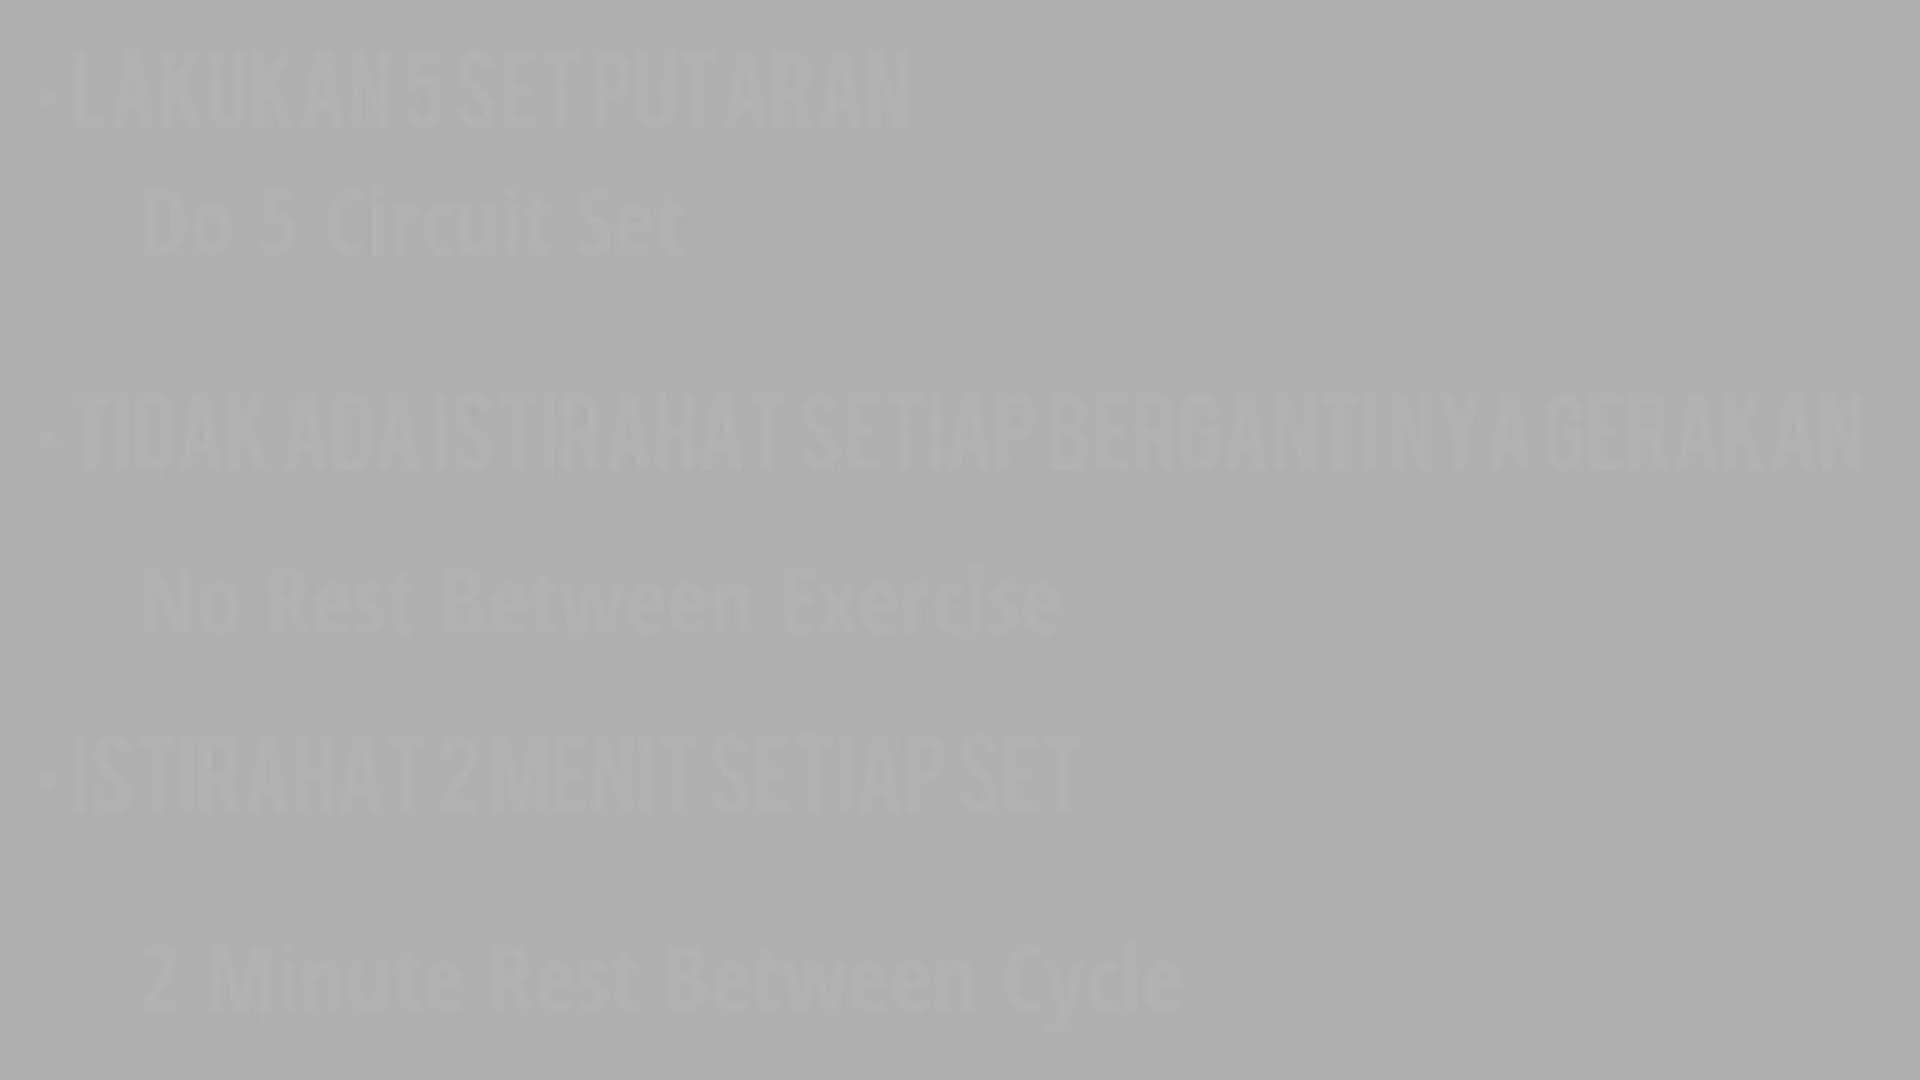 · LAKUKAN 5 SET PUTARAN
Do 5 Circuit Set
· TIDAK ADA ISTIRAHAT SETIAP BERGANTINYA GERAKAN
No Rest Between Exercise
· ISTIRAHAT 2 MENIT SETIAP SET
2 Minute Rest Between Cycle